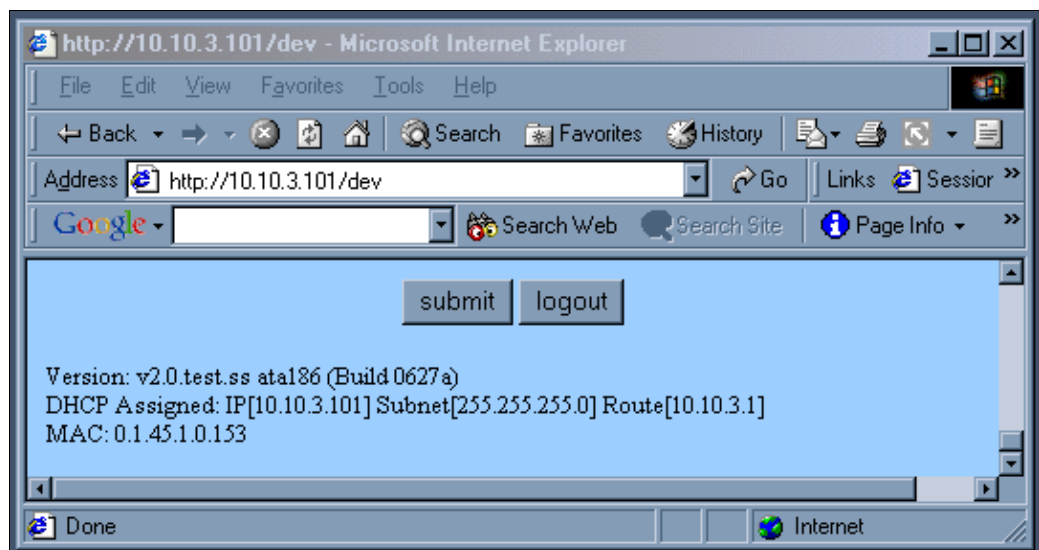 http://10.10.3.101/dev - Microsoft Internet Explorer
File Edit View Favorites Tools Help
Back Search Favorites History
Address http://10.10.3.101/dev Go Links Session »
Google Search Web Search Site Page Info »
submit logout
Version: v2.0.test.ss ata186 (Build 0627a)
DHCP Assigned: IP[10.10.3.101] Subnet[255.255.255.0] Route[10.10.3.1]
MAC: 0.1.45.1.0.153
Done Internet